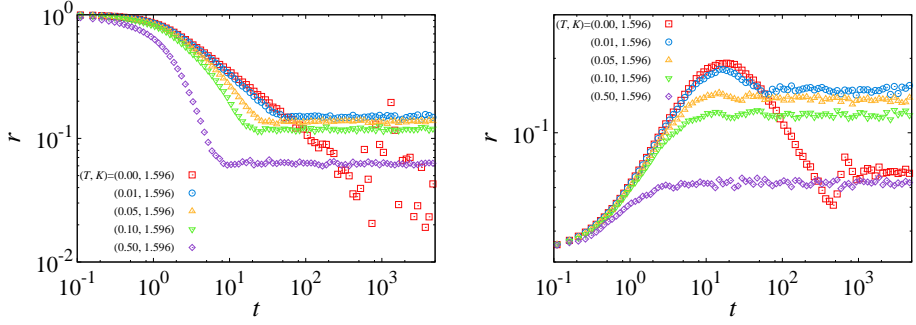 10^0
10^-1
10^-2
r
(T, K)=(0.00, 1.596)
(0.01, 1.596)
(0.05, 1.596)
(0.10, 1.596)
(0.50, 1.596)
10^-1 10^0 10^1 10^2 10^3
t
10^-1
r
(T, K)=(0.00, 1.596)
(0.01, 1.596)
(0.05, 1.596)
(0.10, 1.596)
(0.50, 1.596)
10^-1 10^0 10^1 10^2 10^3
t